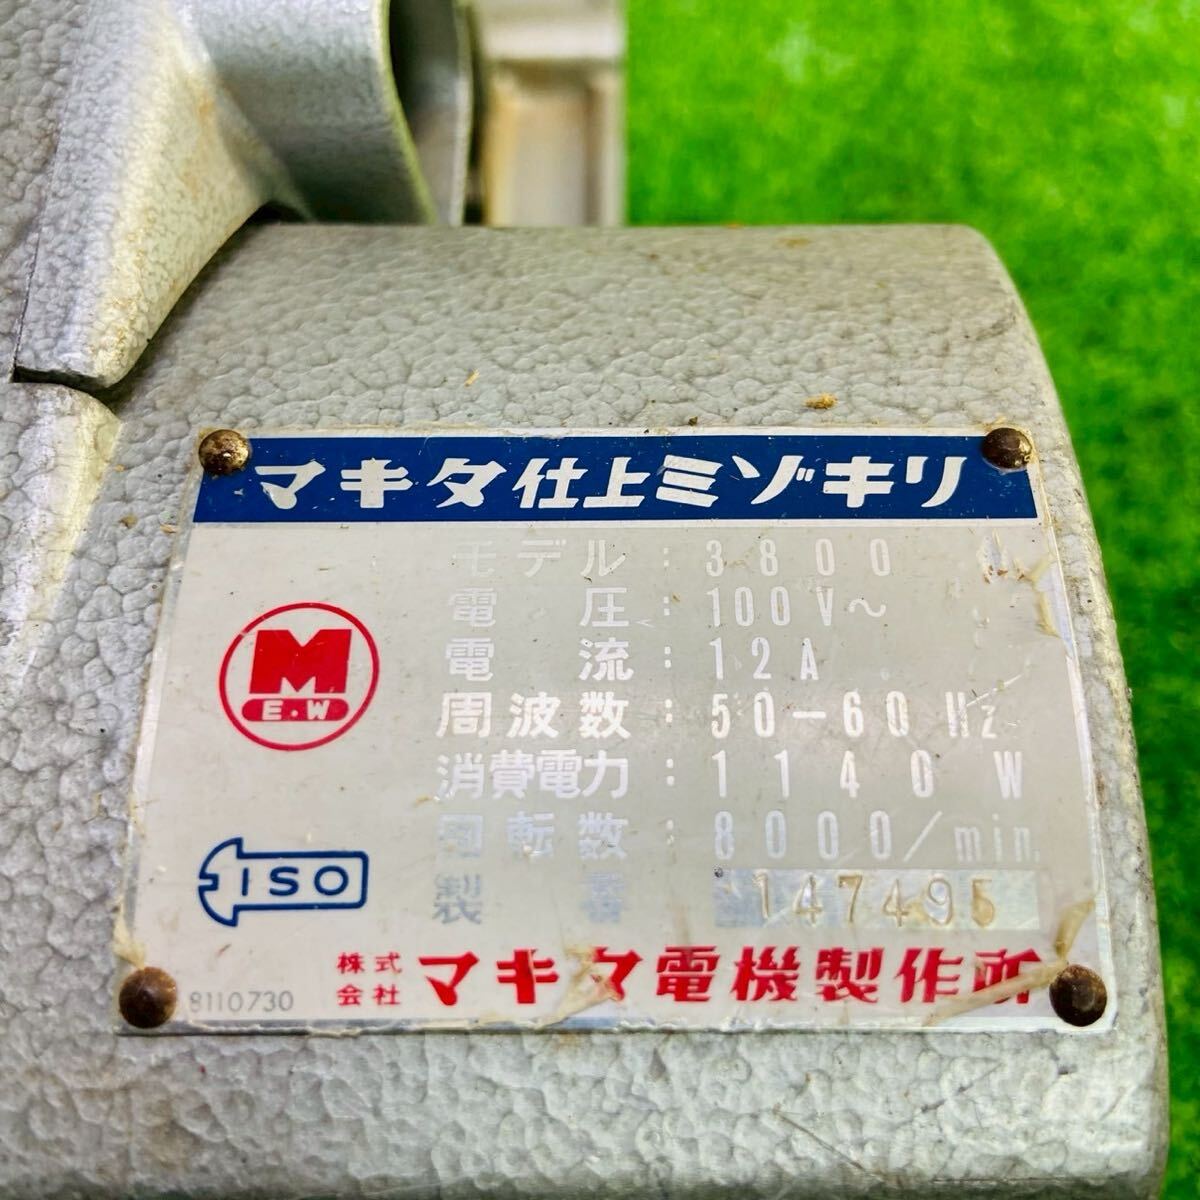 マキタ仕上ミゾキリ
モデル:3800
電圧:100V～
電流:12A
周波数:50-60Hz
消費電力:1140W
回転数:8000/min.
製番 147495
M
E.W
ISO
株式会社 マキタ電機製作所
8110730